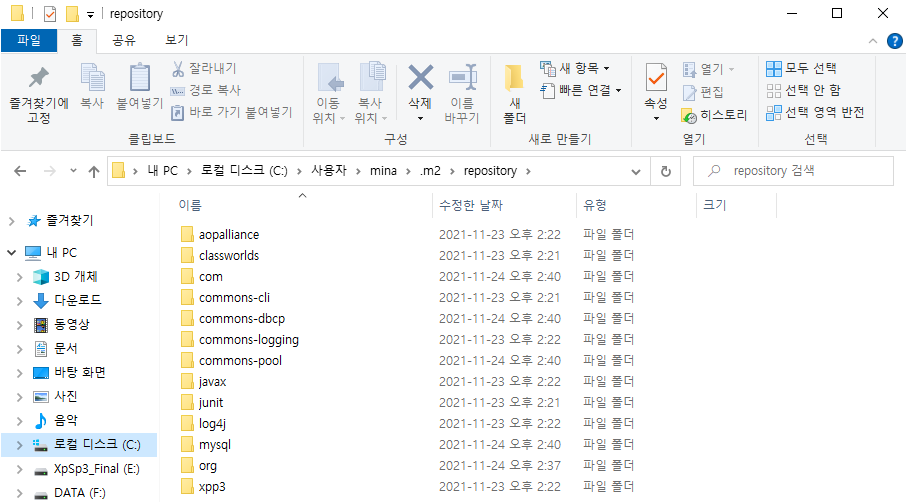 repository
파일 홈 공유 보기
즐겨찾기에 고정
복사
붙여넣기
잘라내기
경로 복사
바로 가기 붙여넣기
클립보드
이동 위치
복사 위치
삭제
이름 바꾸기
구성
새 폴더
새 항목
빠른 연결
새로 만들기
속성
열기
편집
히스토리
열기
모두 선택
선택 안 함
선택 영역 반전
선택
내 PC > 로컬 디스크 (C:) > 사용자 > mina > .m2 > repository >
repository 검색
즐겨찾기
내 PC
3D 개체
다운로드
동영상
문서
바탕 화면
사진
음악
로컬 디스크 (C:)
XpSp3_Final (E:)
DATA (F:)
이름 수정한 날짜 유형 크기
aopalliance 2021-11-23 오후 2:22 파일 폴더
classworlds 2021-11-23 오후 2:21 파일 폴더
com 2021-11-24 오후 2:40 파일 폴더
commons-cli 2021-11-23 오후 2:21 파일 폴더
commons-dbcp 2021-11-24 오후 2:40 파일 폴더
commons-logging 2021-11-23 오후 2:22 파일 폴더
commons-pool 2021-11-24 오후 2:40 파일 폴더
javax 2021-11-23 오후 2:22 파일 폴더
junit 2021-11-23 오후 2:21 파일 폴더
log4j 2021-11-23 오후 2:22 파일 폴더
mysql 2021-11-24 오후 2:40 파일 폴더
org 2021-11-24 오후 2:37 파일 폴더
xpp3 2021-11-23 오후 2:22 파일 폴더